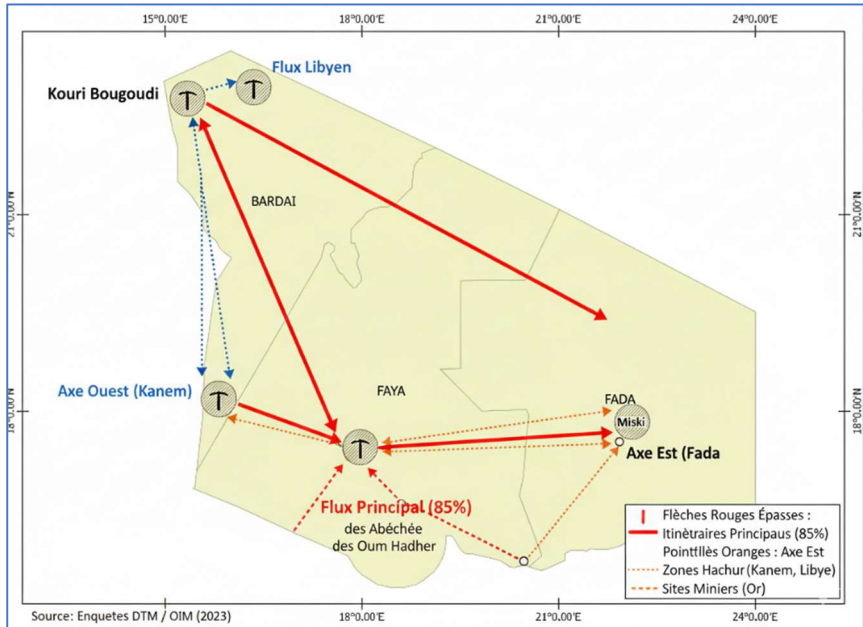 15°0.00'E
18°0.00'E
21°0.00'E
24°0.00'E
Flux Libyen
Kouri Bougoudi
BARDAI
21°0.00'N
21°0.00'N
Axe Ouest (Kanem)
FAYA
FADA
Miski
18°0.00'N
18°0.00'N
Axe Est (Fada
Flux Principal (85%)
des Abéchée
des Oum Hadher
Flèches Rouges Épasses :
Itinètraires Principaus (85%)
Pointfllès Oranges : Axe Est
Zones Hachur (Kanem, Libye)
Sites Miniers (Or)
Source: Enquetes DTM / OIM (2023)
18°0.00'E
21°0.00'E
24°0.00'E